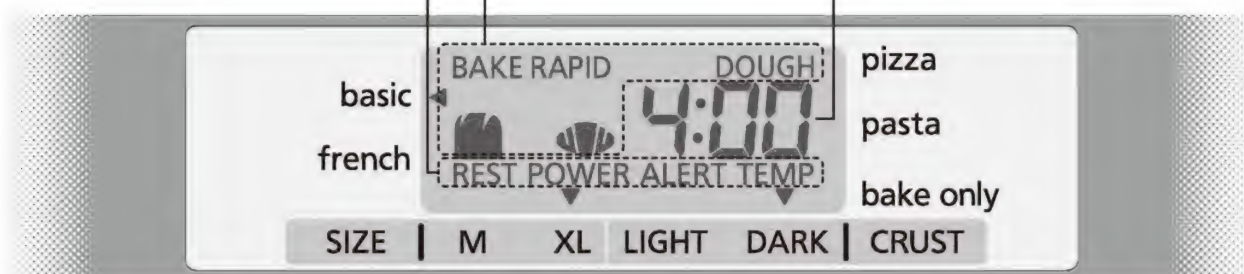 BAKE RAPID DOUGH pizza
basic 4:00
pasta
french
REST POWER ALERT TEMP
bake only
SIZE M XL LIGHT DARK CRUST